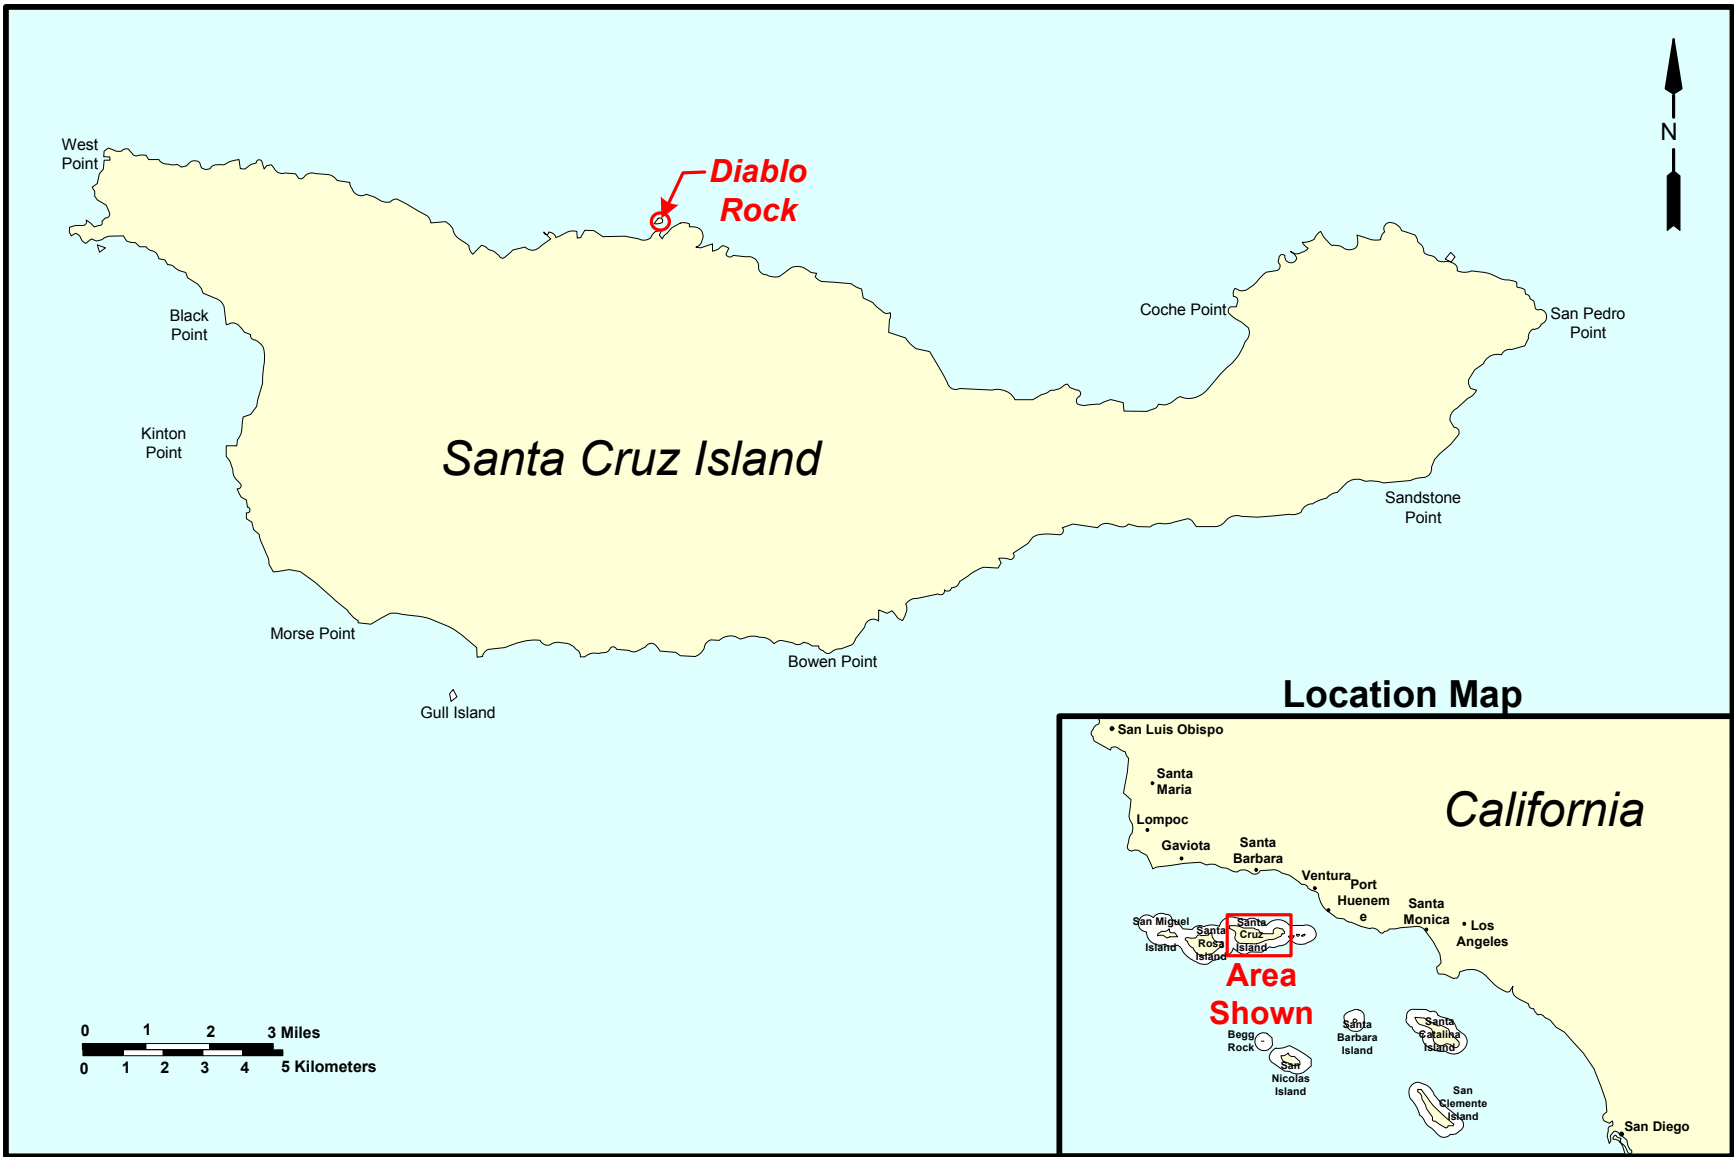 West
Point
Diablo
Rock
N
Black
Point
Coche Point
San Pedro
Point
Kinton
Point
Santa Cruz Island
Sandstone
Point
Morse Point
Bowen Point
Gull Island
Location Map
San Luis Obispo
Santa
Maria
California
Lompoc
Gaviota
Santa
Barbara
Ventura
Port
Huenem
e
Santa
Monica
Los
Angeles
San Miguel
Island
Santa
Rosa
Island
Santa
Cruz
Island
Area
Shown
Begg
Rock
Santa
Barbara
Island
Santa
Catalina
Island
San
Nicolas
Island
San
Clemente
Island
San Diego
0 1 2 3 Miles
0 1 2 3 4 5 Kilometers